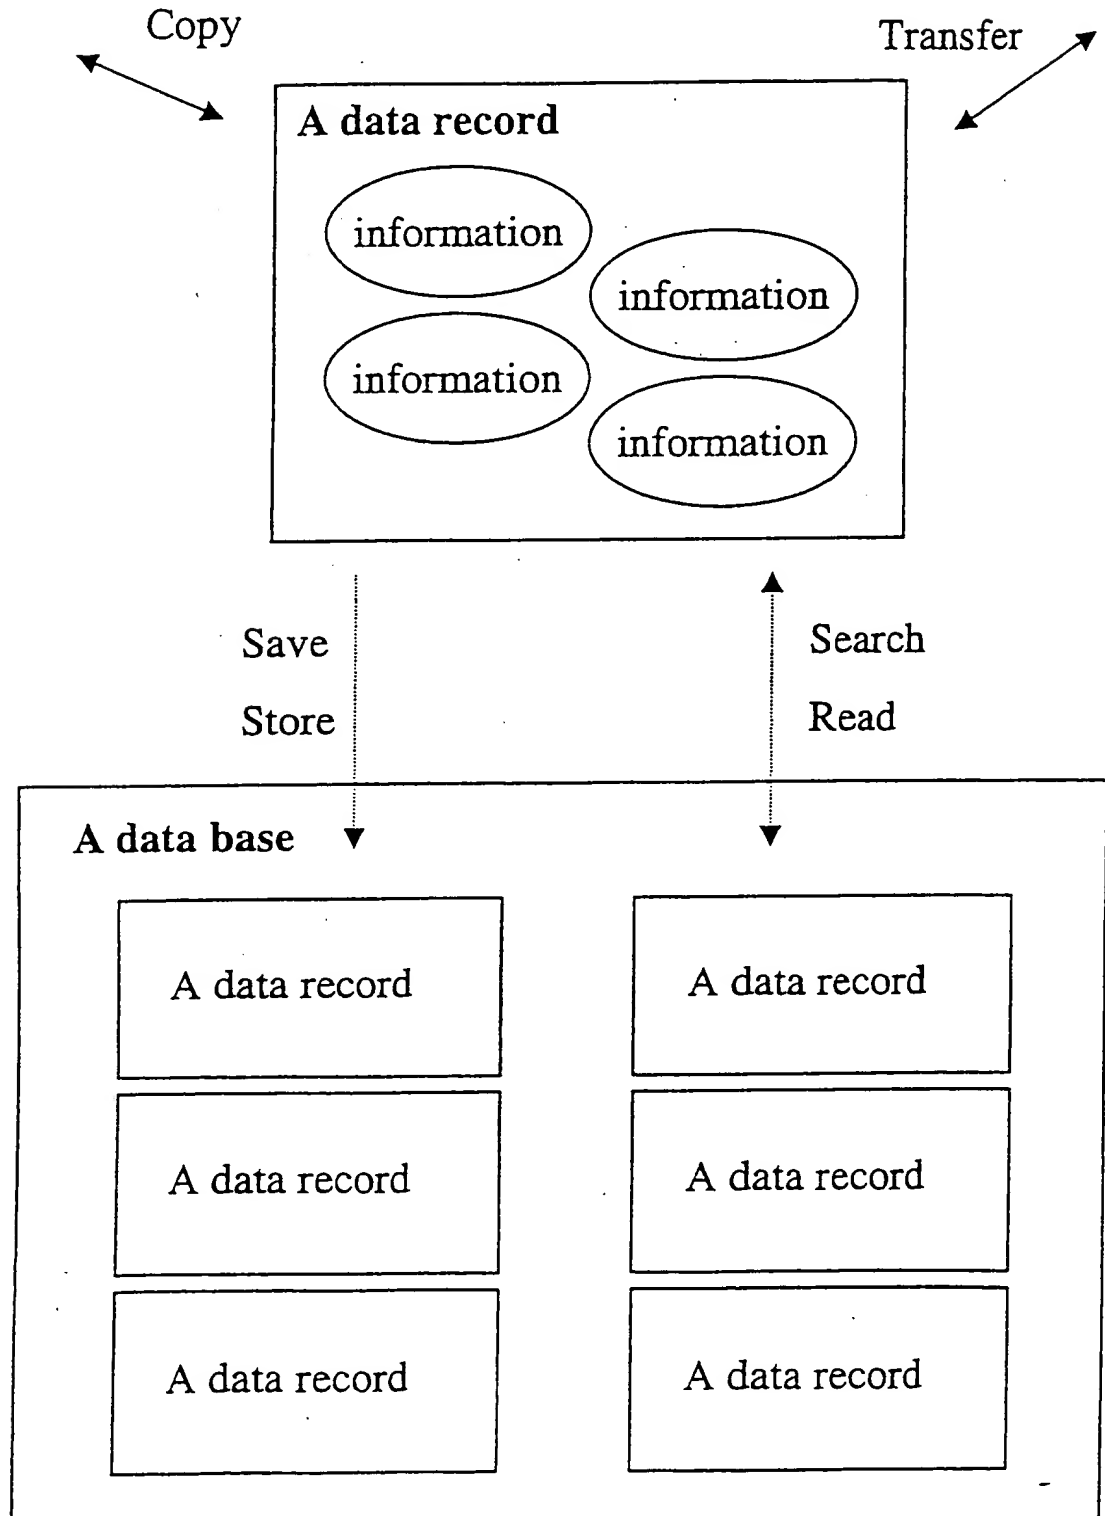 Copy
Transfer
A data record
information
information
information
information
Save
Store
Search
Read
A data base
A data record
A data record
A data record
A data record
A data record
A data record